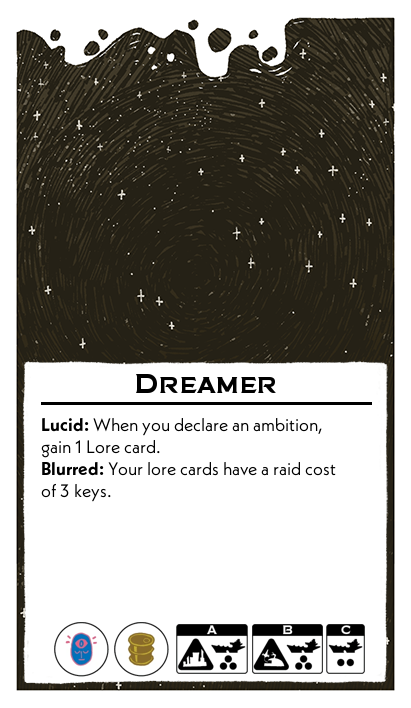 DREAMER
Lucid: When you declare an ambition,
gain 1 Lore card.
Blurred: Your lore cards have a raid cost
of 3 keys.
A B C